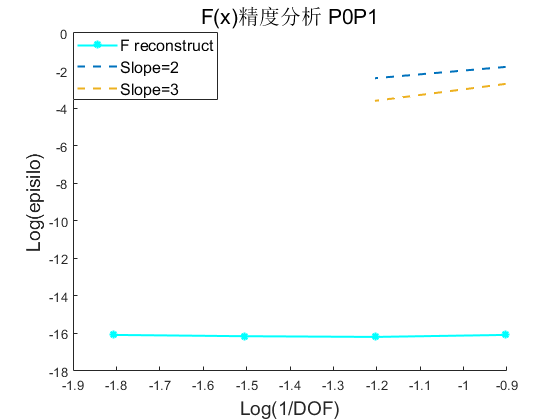 F(x)精度分析 P0P1
F reconstruct
Slope=2
Slope=3
Log(episilo)
0
-2
-4
-6
-8
-10
-12
-14
-16
-18
-1.9 -1.8 -1.7 -1.6 -1.5 -1.4 -1.3 -1.2 -1.1 -1 -0.9
Log(1/DOF)